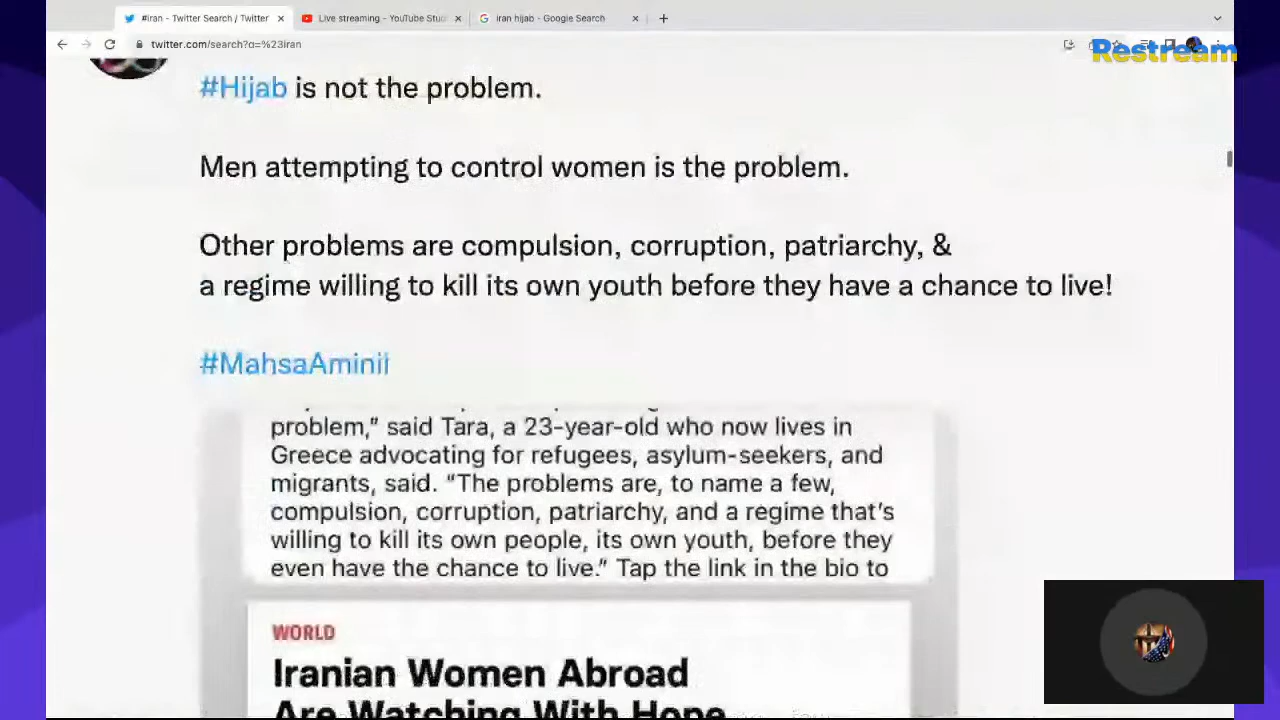 #Iran - Twitter Search / Twitter
Live streaming - YouTube Stud
iran hijab - Google Search
twitter.com/search?q=%23iran
Restream
#Hijab is not the problem.
Men attempting to control women is the problem.
Other problems are compulsion, corruption, patriarchy, &
a regime willing to kill its own youth before they have a chance to live!
#MahsaAminii
problem,” said Tara, a 23-year-old who now lives in
Greece advocating for refugees, asylum-seekers, and
migrants, said. “The problems are, to name a few,
compulsion, corruption, patriarchy, and a regime that’s
willing to kill its own people, its own youth, before they
even have the chance to live.” Tap the link in the bio to
WORLD
Iranian Women Abroad
Are Watching With Hope